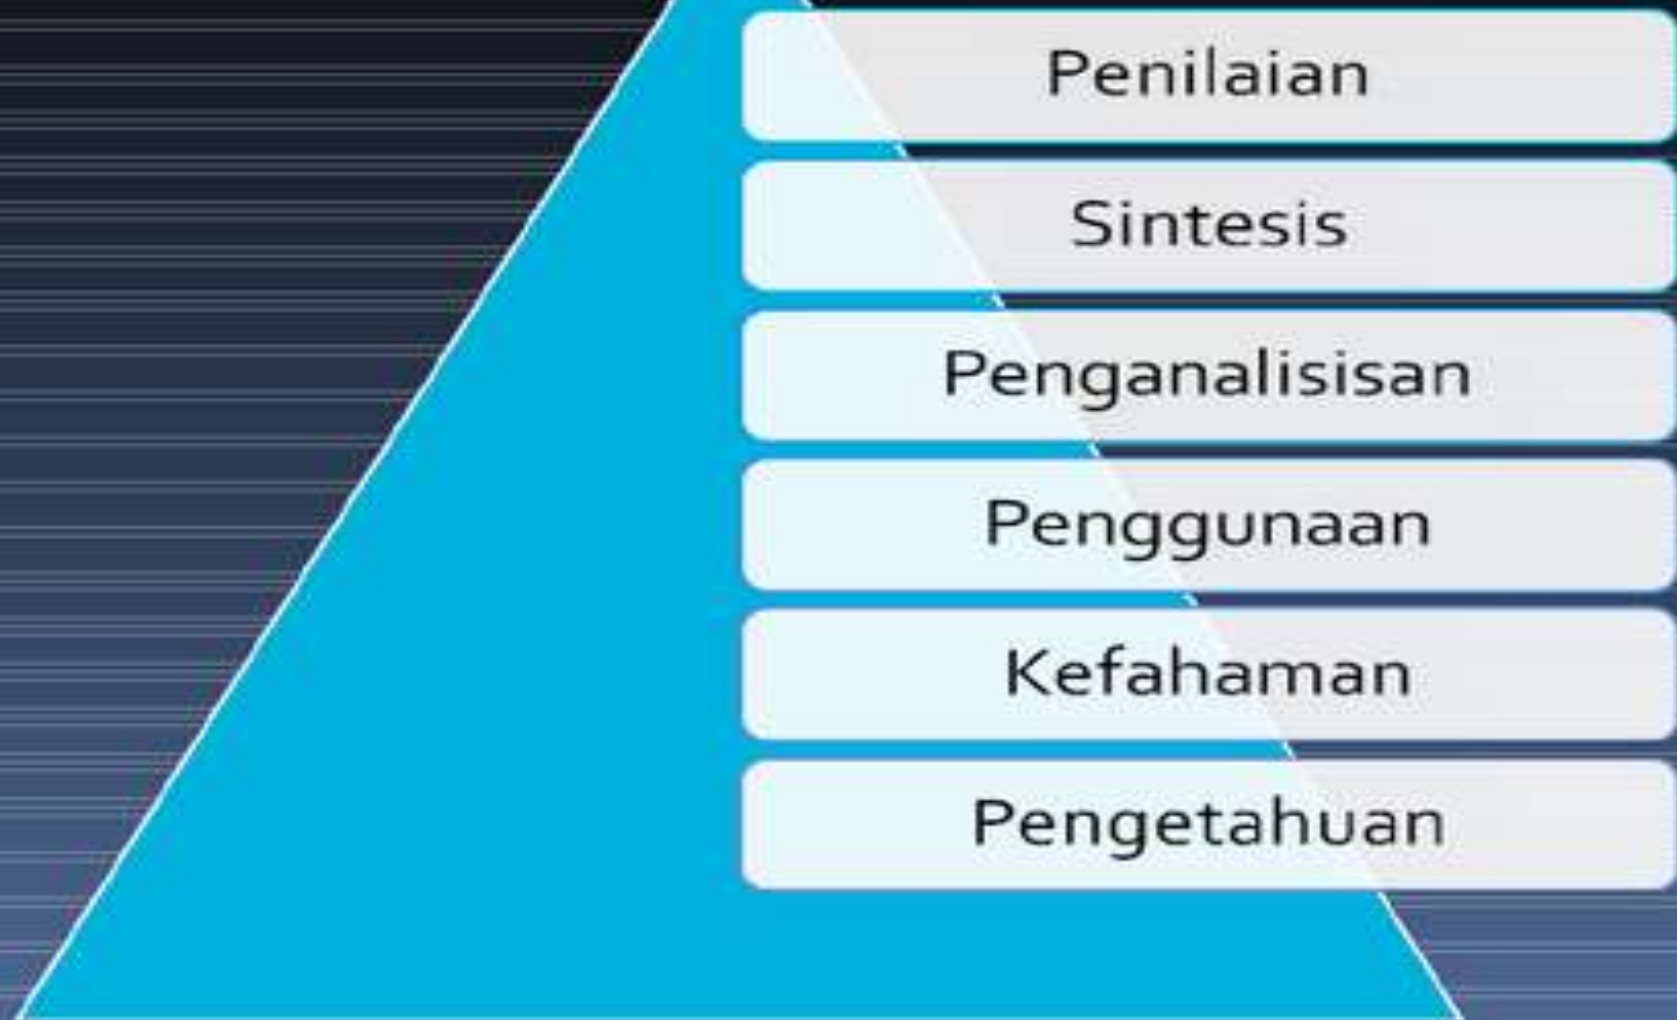 Penilaian
Sintesis
Penganalisisan
Penggunaan
Kefahaman
Pengetahuan